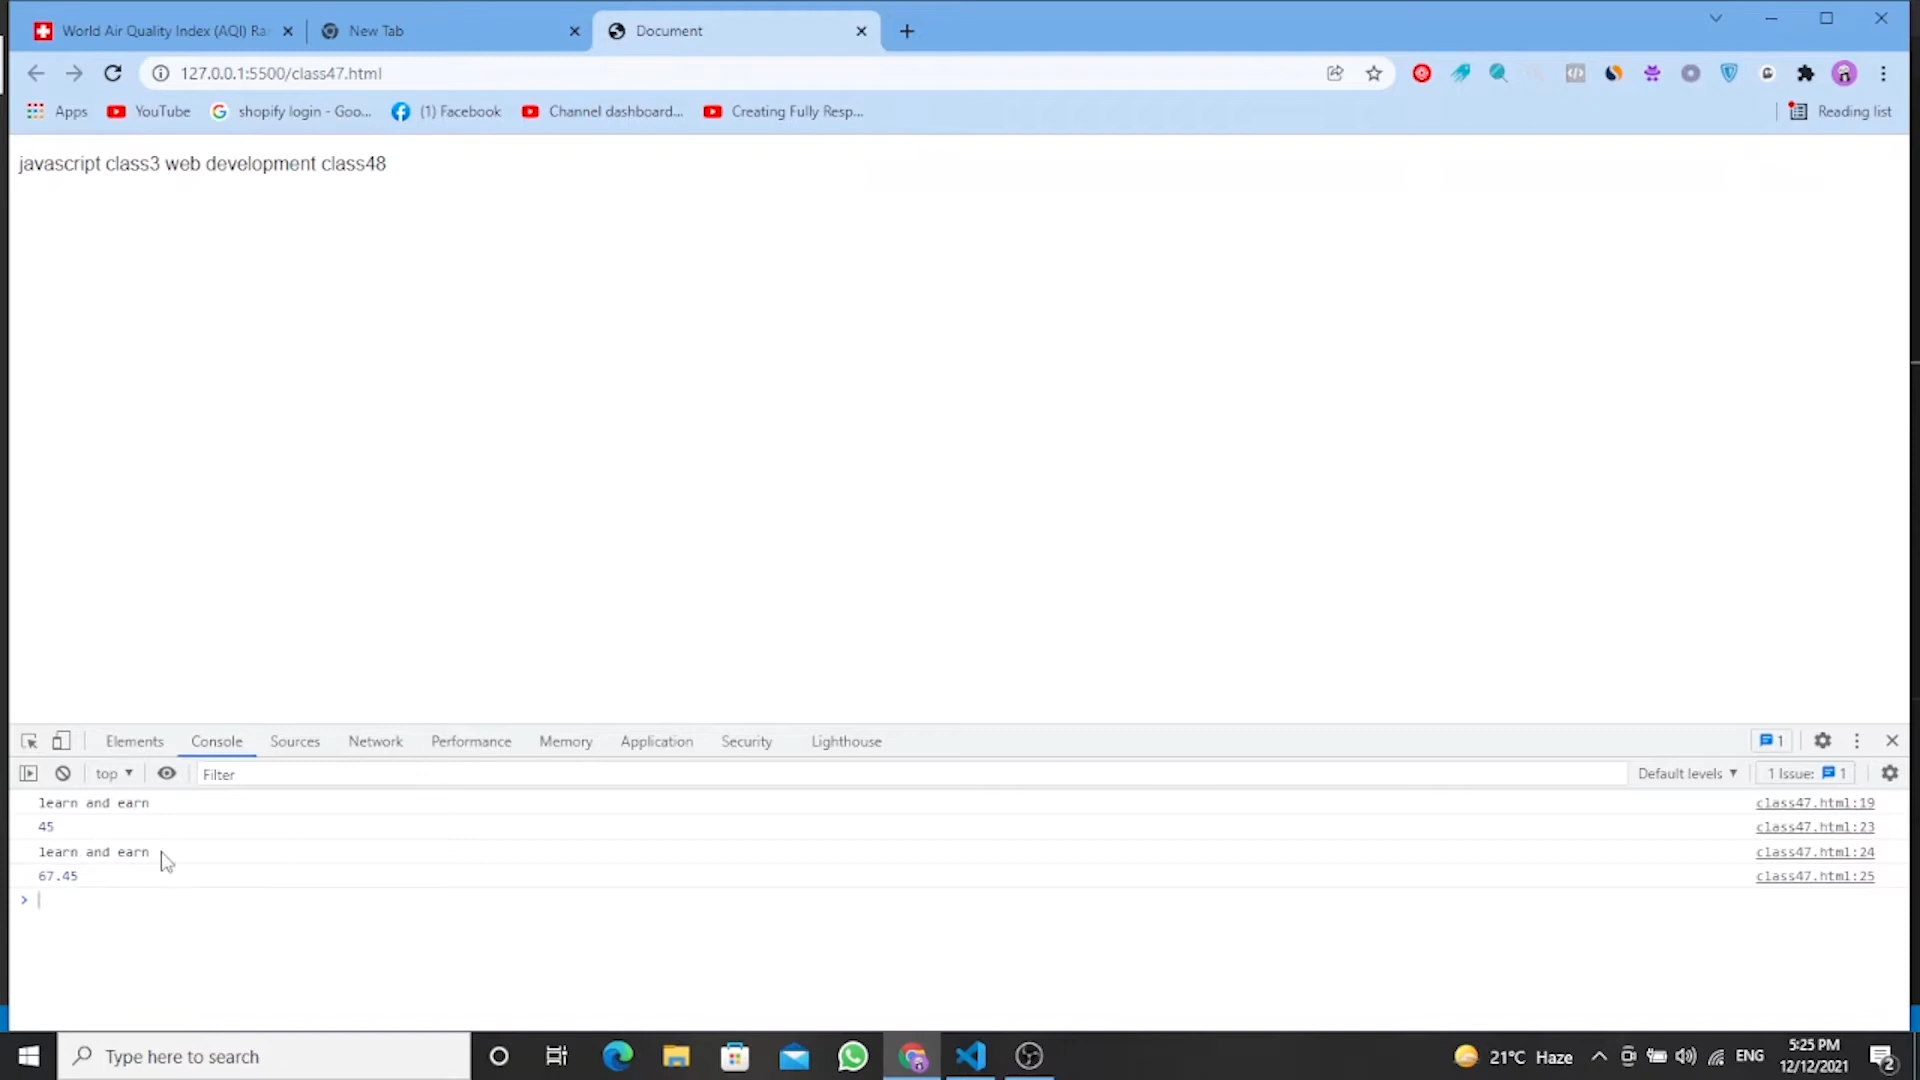 World Air Quality Index (AQI) Ra
New Tab
Document
127.0.0.1:5500/class47.html
Apps
YouTube
shopify login - Goo...
(1) Facebook
Channel dashboard...
Creating Fully Resp...
Reading list
javascript class3 web development class48
Elements
Console
Sources
Network
Performance
Memory
Application
Security
Lighthouse
1
top
Filter
Default levels
1 Issue: 1
learn and earn class47.html:19
45 class47.html:23
learn and earn class47.html:24
67.45 class47.html:25
Type here to search
21°C Haze
ENG
5:25 PM
12/12/2021
2